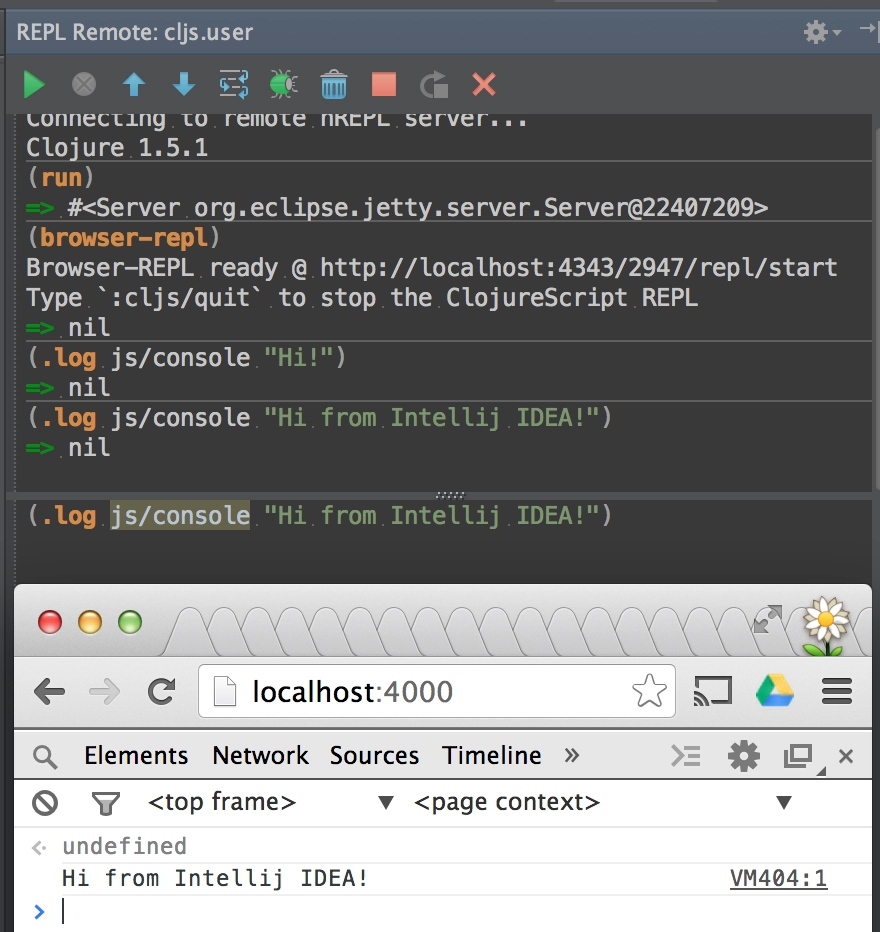 REPL Remote: cljs.user
Connecting to remote nREPL server...
Clojure 1.5.1
(run)
=> #<Server org.eclipse.jetty.server.Server@22407209>
(browser-repl)
Browser-REPL ready @ http://localhost:4343/2947/repl/start
Type `:cljs/quit` to stop the ClojureScript REPL
=> nil
(.log js/console "Hi!")
=> nil
(.log js/console "Hi from Intellij IDEA!")
=> nil
(.log js/console "Hi from Intellij IDEA!")
localhost:4000
Elements Network Sources Timeline »
<top frame> ▼ <page context> ▼
undefined
Hi from Intellij IDEA! VM404:1
>